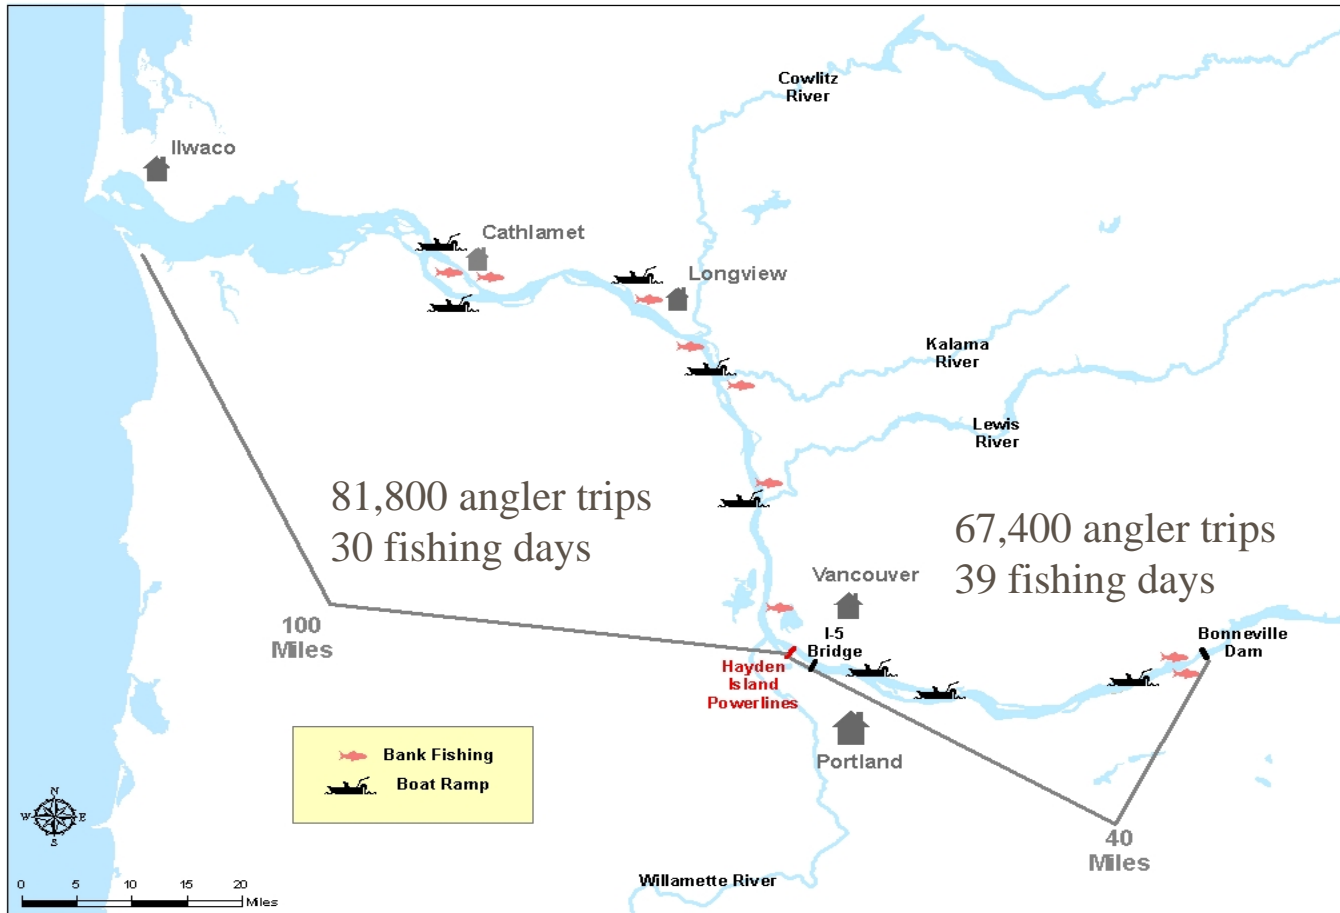 Cowlitz
River
Ilwaco
Cathlamet
Longview
Kalama
River
Lewis
River
81,800 angler trips
30 fishing days
67,400 angler trips
39 fishing days
Vancouver
100
Miles
I-5
Bridge
Bonneville
Dam
Hayden
Island
Powerlines
Portland
Bank Fishing
Boat Ramp
N
W
E
S
40
Miles
Willamette River
0 5 10 15 20
Miles